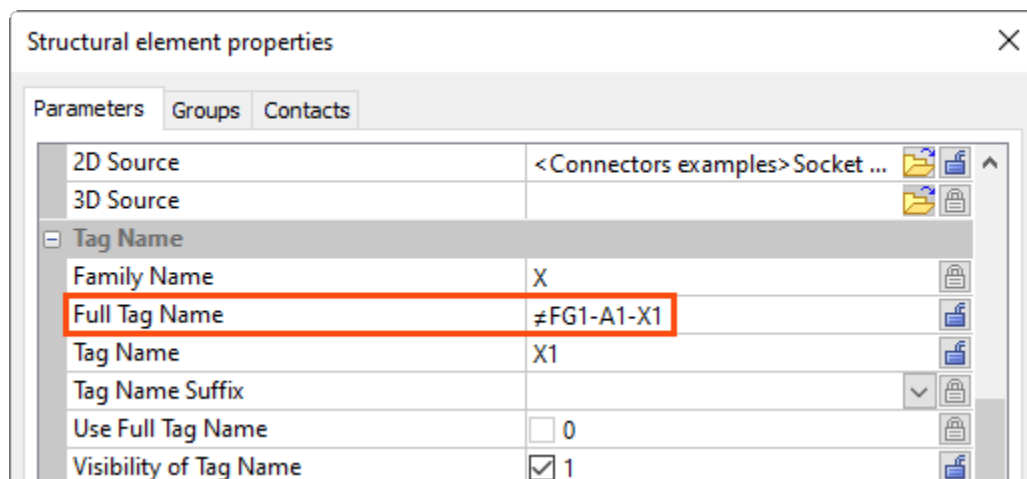 Structural element properties
Parameters Groups Contacts
2D Source <Connectors examples>Socket ...
3D Source
Tag Name
Family Name X
Full Tag Name ≠FG1-A1-X1
Tag Name X1
Tag Name Suffix
Use Full Tag Name 0
Visibility of Tag Name 1